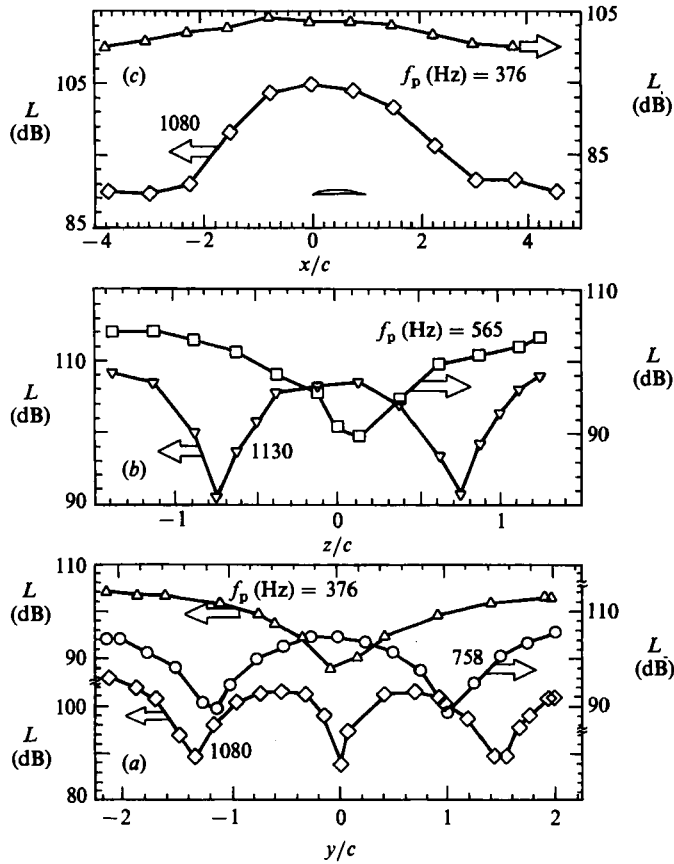 105
(c)
f_p (Hz) = 376
105
L
(dB)
1080
L
(dB)
85
85
−4
−2
0
2
4
x/c
110
f_p (Hz) = 565
110
L
(dB)
L
(dB)
90
(b)
1130
90
−1
0
1
z/c
110
f_p (Hz) = 376
L
(dB)
110
90
758
L
(dB)
100
90
L
(dB)
1080
(a)
80
−2
−1
0
1
2
y/c